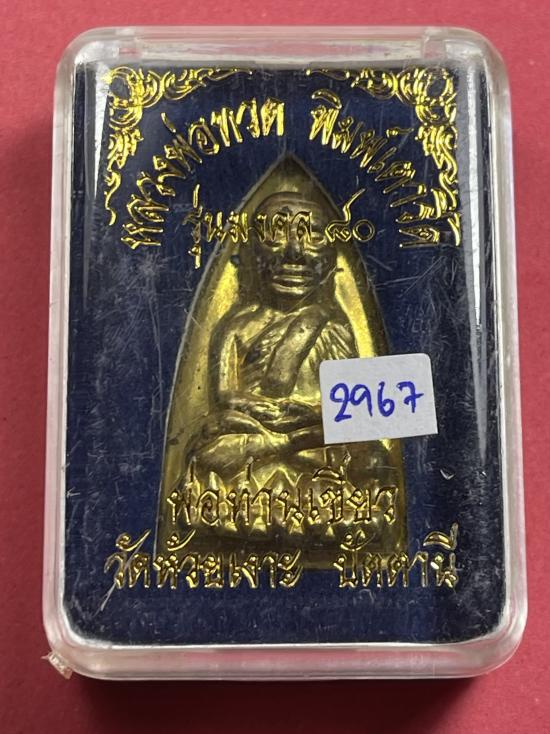 หลวงพ่อทวด พิมพ์เตารีด
รุ่นมงคล ๘๐
2967
พ่อท่านเขียว
วัดห้วยเงาะ ปัตตานี